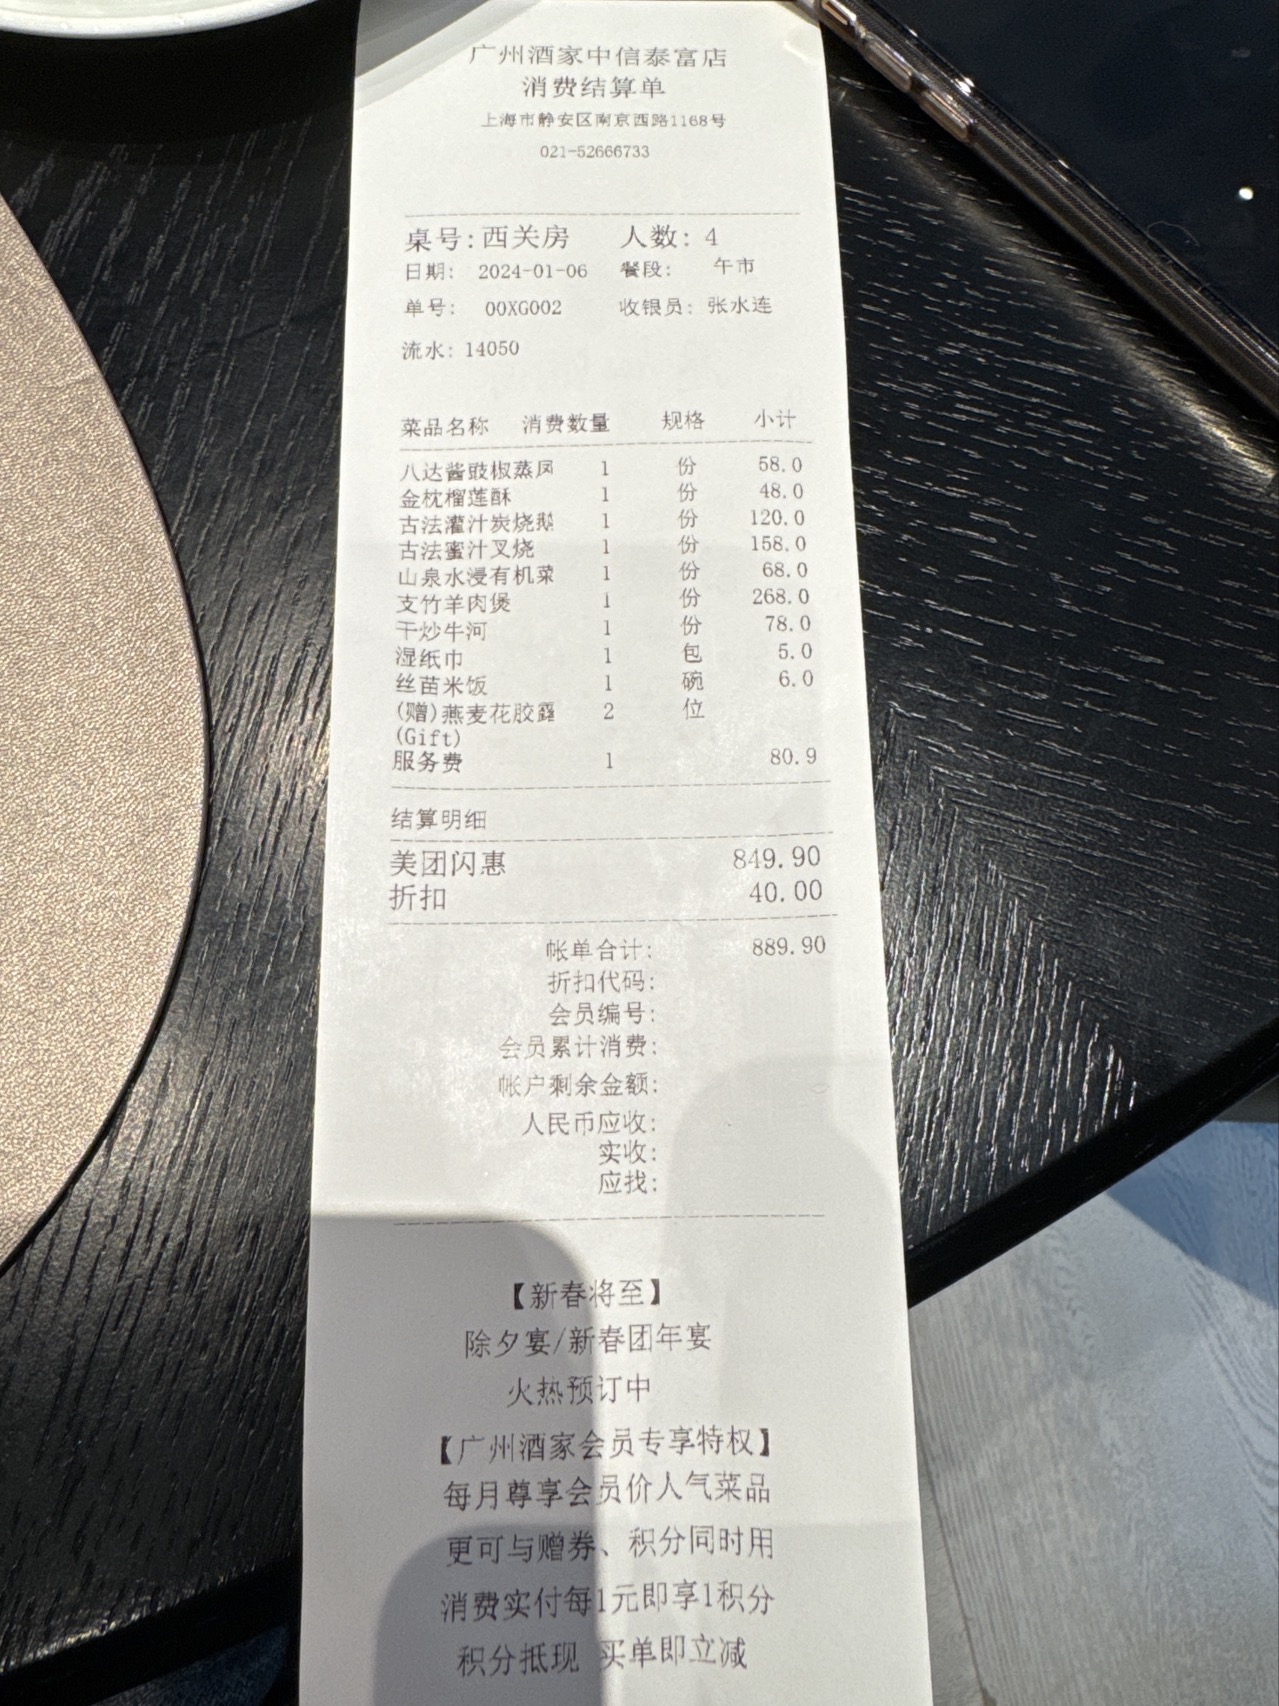 广州酒家中信泰富店
消费结算单
上海市静安区南京西路1168号
021-52666733
桌号:西关房 人数: 4
日期: 2024-01-06 餐段: 午市
单号: 00XG002 收银员: 张水连
流水: 14050
菜品名称 消费数量 规格 小计
八达酱豉椒蒸凤 1 份 58.0
金枕榴莲酥 1 份 48.0
古法灌汁炭烧鹅 1 份 120.0
古法蜜汁叉烧 1 份 158.0
山泉水浸有机菜 1 份 68.0
支竹羊肉煲 1 份 268.0
干炒牛河 1 份 78.0
湿纸巾 1 包 5.0
丝苗米饭 1 碗 6.0
(赠)燕麦花胶露 2 位
(Gift)
服务费 1 80.9
结算明细
美团闪惠 849.90
折扣 40.00
帐单合计: 889.90
折扣代码:
会员编号:
会员累计消费:
帐户剩余金额:
人民币应收:
实收:
应找:
【新春将至】
除夕宴/新春团年宴
火热预订中
【广州酒家会员专享特权】
每月尊享会员价人气菜品
更可与赠券、积分同时用
消费实付每1元即享1积分
积分抵现 买单即立减